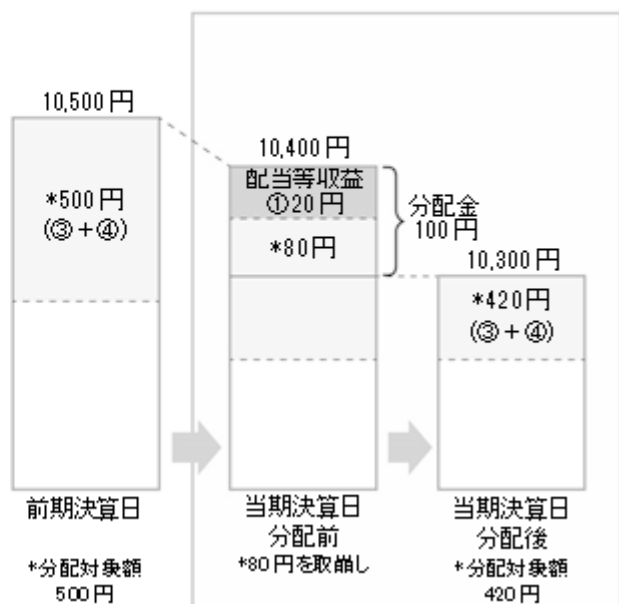 10,500円
*500円
(③＋④)
前期決算日
*分配対象額
500円
10,400円
配当等収益
①20円
*80円
分配金
100円
当期決算日
分配前
*80円を取崩し
10,300円
*420円
(③＋④)
当期決算日
分配後
*分配対象額
420円